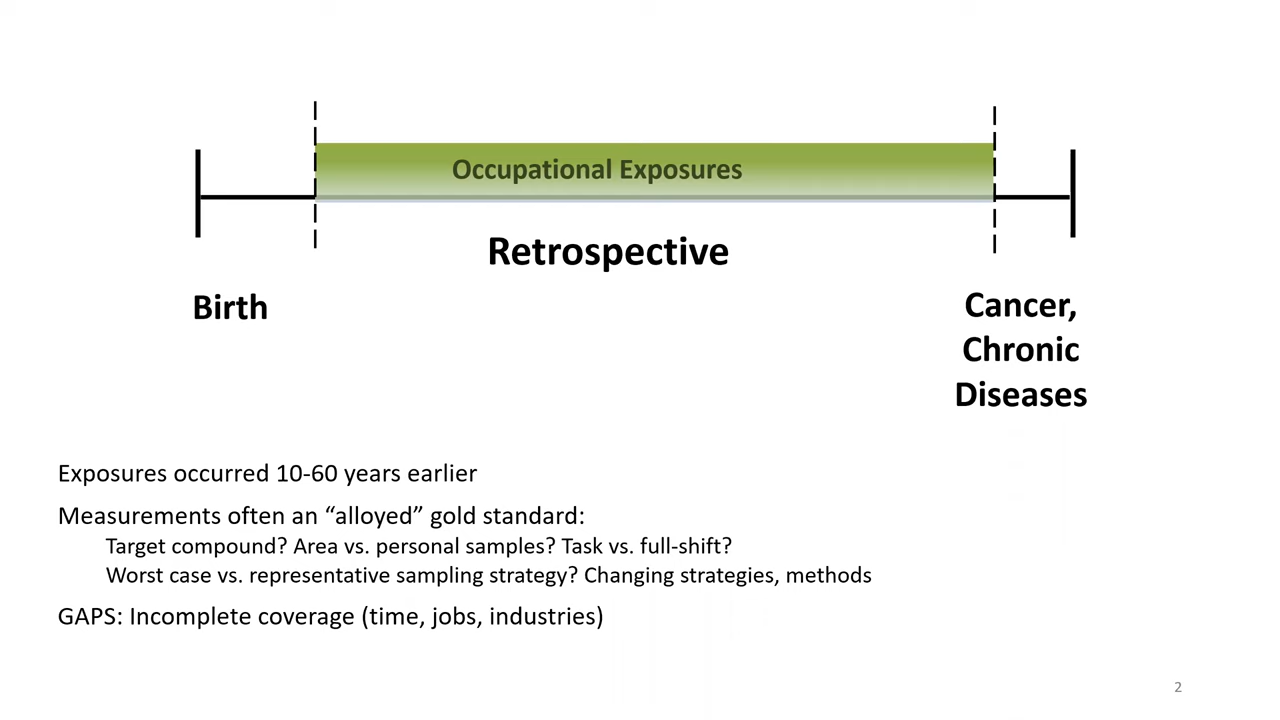 Occupational Exposures
Retrospective
Birth
Cancer,
Chronic
Diseases
Exposures occurred 10-60 years earlier
Measurements often an “alloyed” gold standard:
Target compound? Area vs. personal samples? Task vs. full-shift?
Worst case vs. representative sampling strategy? Changing strategies, methods
GAPS: Incomplete coverage (time, jobs, industries)
2